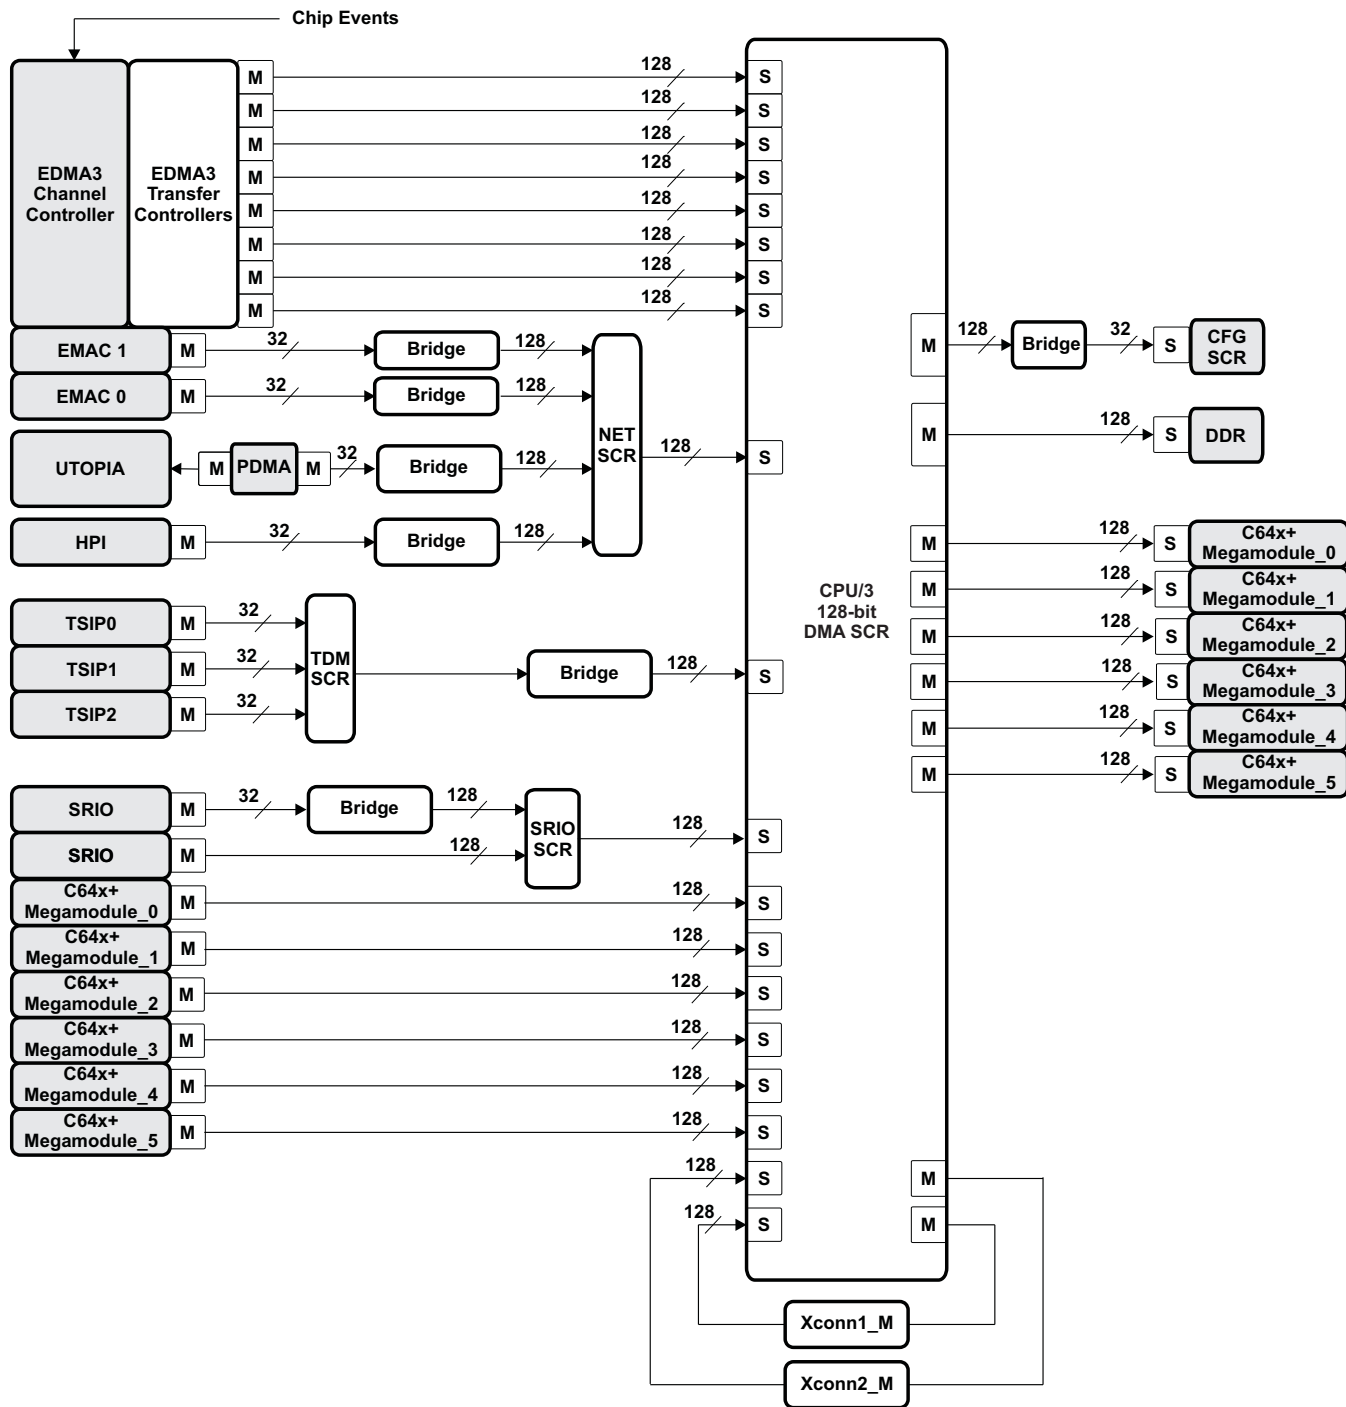 Chip Events
EDMA3
Channel
Controller
EDMA3
Transfer
Controllers
M 128 S
M 128 S
M 128 S
M 128 S
M 128 S
M 128 S
M 128 S
M 128 S
EMAC 1 M 32 Bridge 128
EMAC 0 M 32 Bridge 128
UTOPIA M PDMA M 32 Bridge 128
HPI M 32 Bridge 128
NET
SCR
128 S
TSIP0 M 32
TSIP1 M 32
TSIP2 M 32
TDM
SCR
Bridge 128 S
SRIO M 32 Bridge 128
SRIO M 128
SRIO
SCR
128 S
C64x+
Megamodule_0 M 128 S
C64x+
Megamodule_1 M 128 S
C64x+
Megamodule_2 M 128 S
C64x+
Megamodule_3 M 128 S
C64x+
Megamodule_4 M 128 S
C64x+
Megamodule_5 M 128 S
128 S M
128 S M
CPU/3
128-bit
DMA SCR
M 128 Bridge 32 S CFG
SCR
M 128 S DDR
M 128 S C64x+
Megamodule_0
M 128 S C64x+
Megamodule_1
M 128 S C64x+
Megamodule_2
M 128 S C64x+
Megamodule_3
M 128 S C64x+
Megamodule_4
M 128 S C64x+
Megamodule_5
Xconn1_M
Xconn2_M